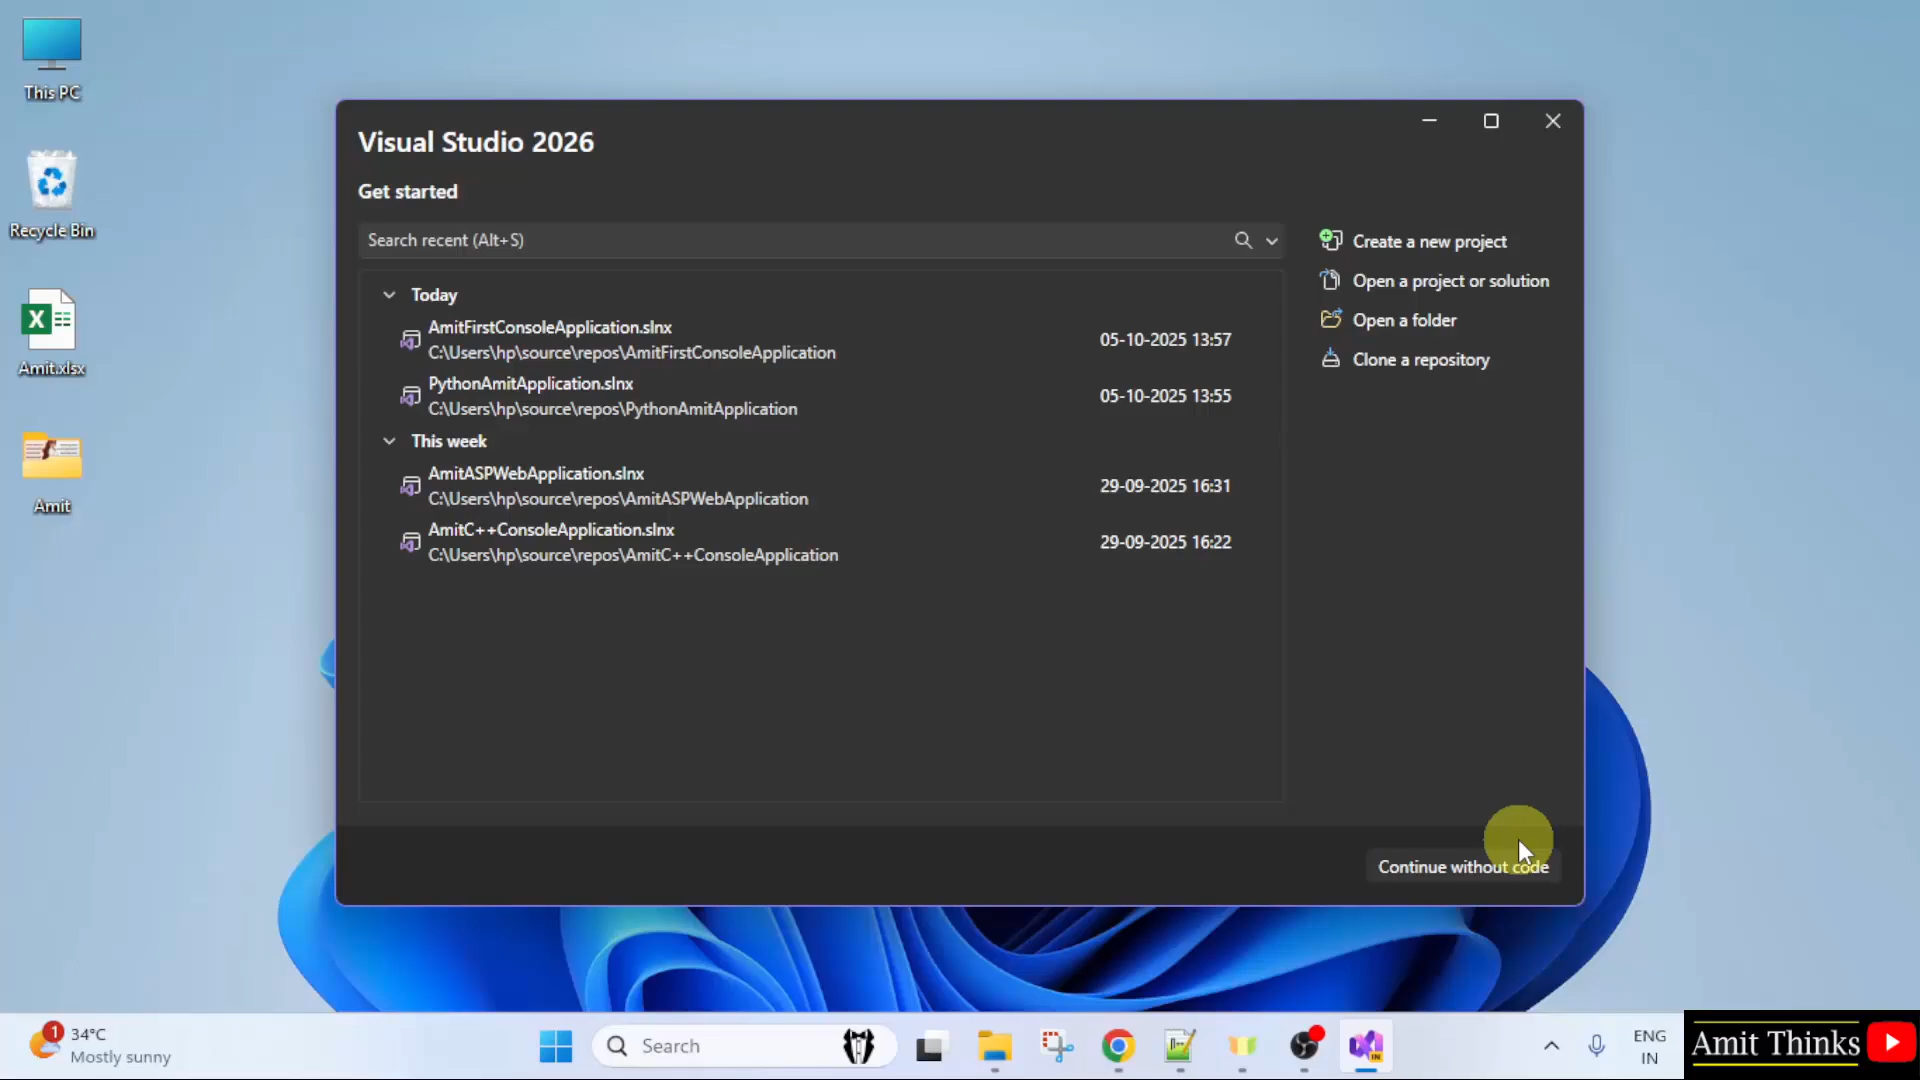 This PC
Recycle Bin
Amit.xlsx
Amit
Visual Studio 2026
Get started
Search recent (Alt+S)
Today
AmitFirstConsoleApplication.slnx
C:\Users\hp\source\repos\AmitFirstConsoleApplication
05-10-2025 13:57
PythonAmitApplication.slnx
C:\Users\hp\source\repos\PythonAmitApplication
05-10-2025 13:55
This week
AmitASPWebApplication.slnx
C:\Users\hp\source\repos\AmitASPWebApplication
29-09-2025 16:31
AmitC++ConsoleApplication.slnx
C:\Users\hp\source\repos\AmitC++ConsoleApplication
29-09-2025 16:22
Create a new project
Open a project or solution
Open a folder
Clone a repository
Continue without code
1
34°C
Mostly sunny
Search
IN
ENG
IN
Amit Thinks